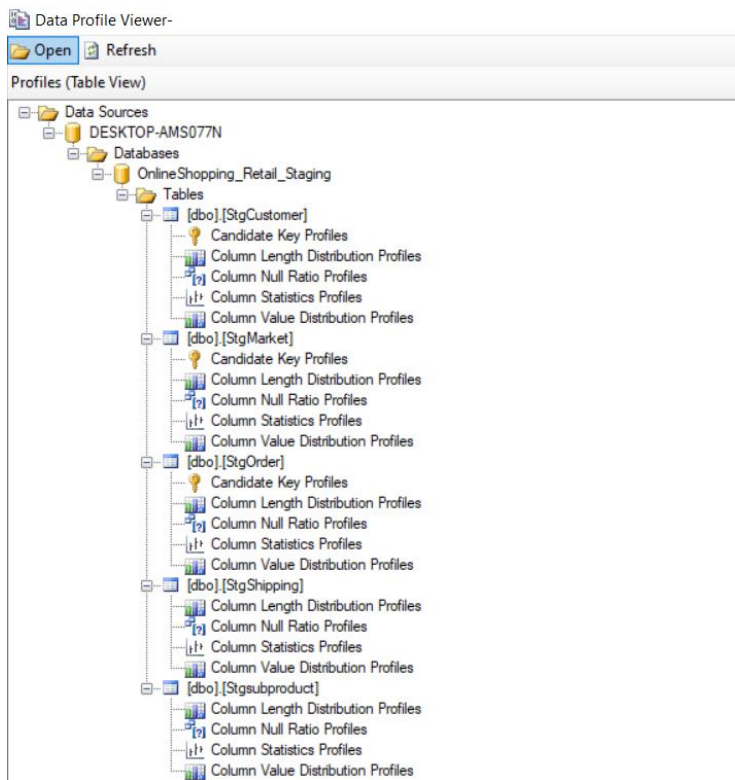 Data Profile Viewer-
Open Refresh
Profiles (Table View)
Data Sources
DESKTOP-AMS077N
Databases
OnlineShopping_Retail_Staging
Tables
[dbo].[StgCustomer]
Candidate Key Profiles
Column Length Distribution Profiles
Column Null Ratio Profiles
Column Statistics Profiles
Column Value Distribution Profiles
[dbo].[StgMarket]
Candidate Key Profiles
Column Length Distribution Profiles
Column Null Ratio Profiles
Column Statistics Profiles
Column Value Distribution Profiles
[dbo].[StgOrder]
Candidate Key Profiles
Column Length Distribution Profiles
Column Null Ratio Profiles
Column Statistics Profiles
Column Value Distribution Profiles
[dbo].[StgShipping]
Column Length Distribution Profiles
Column Null Ratio Profiles
Column Statistics Profiles
Column Value Distribution Profiles
[dbo].[Stgsubproduct]
Column Length Distribution Profiles
Column Null Ratio Profiles
Column Statistics Profiles
Column Value Distribution Profiles